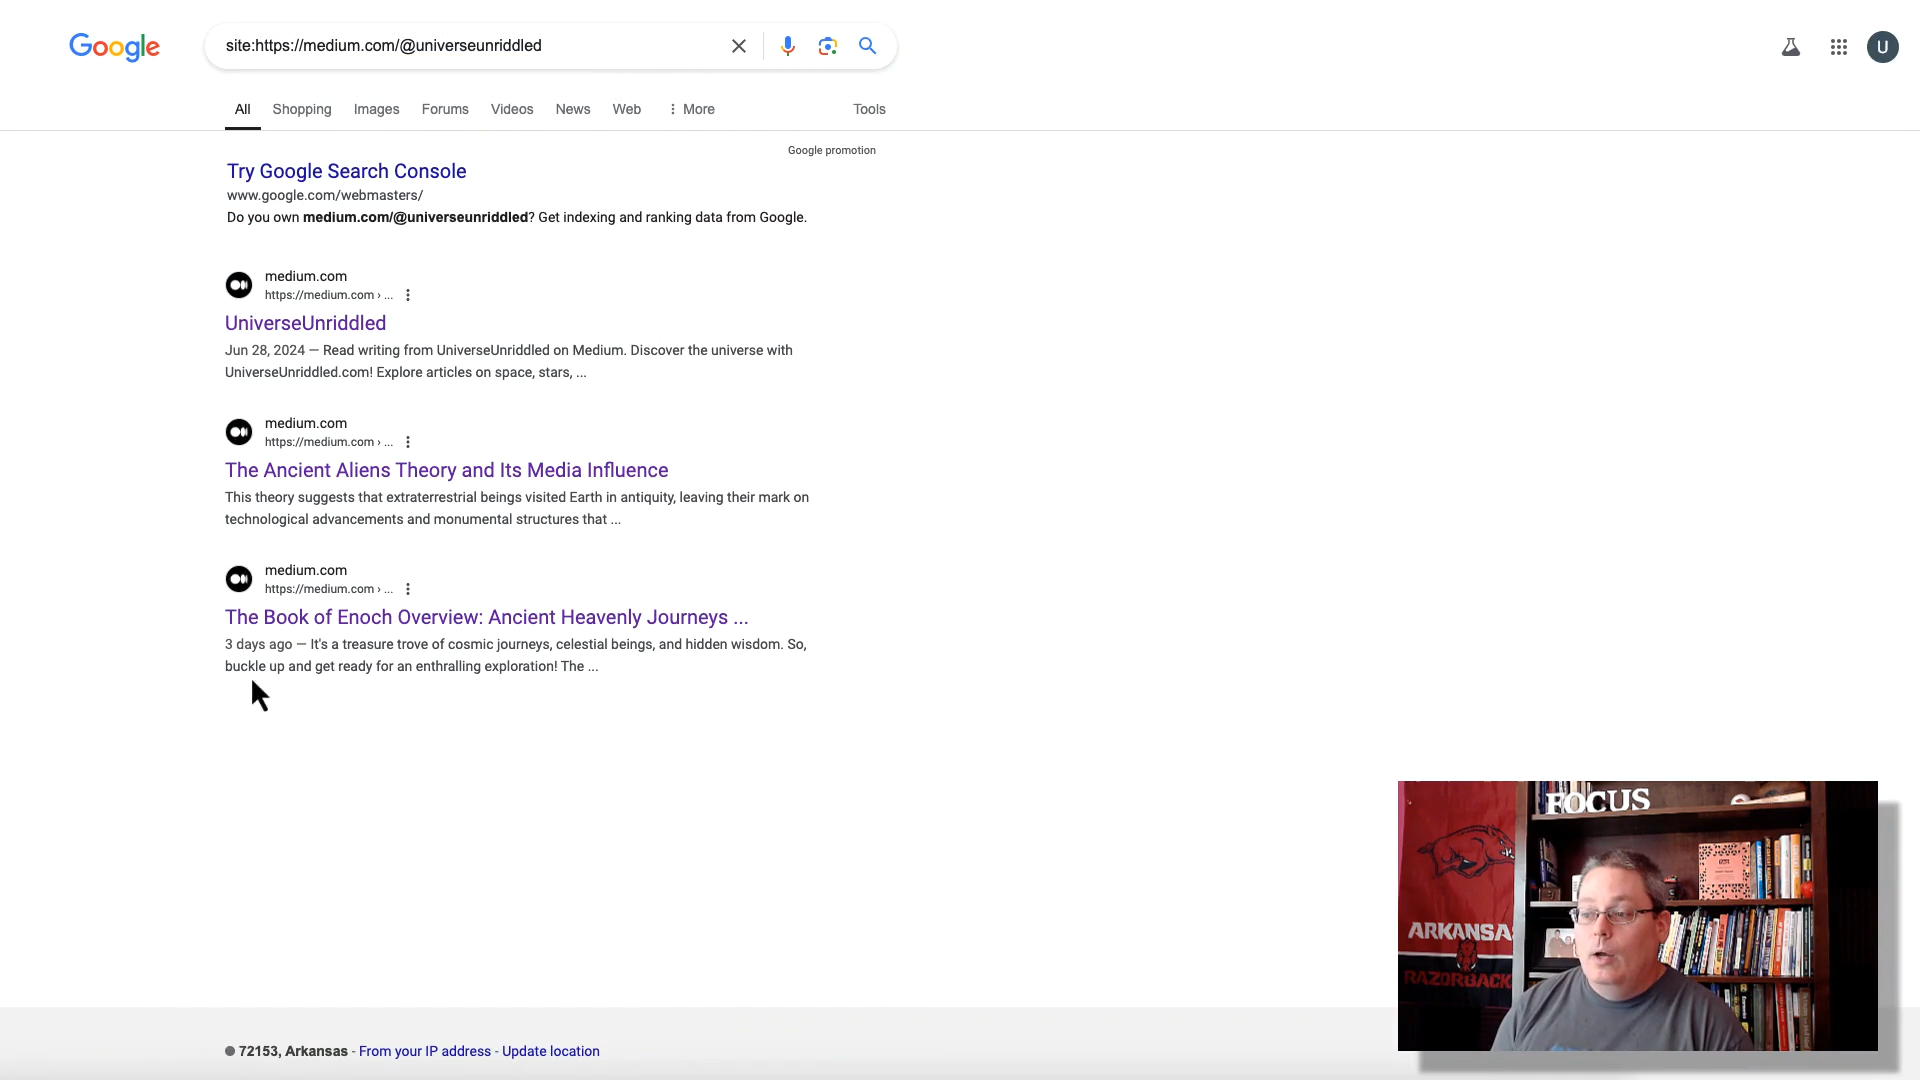 Google
site:https://medium.com/@universeunriddled
U
All Shopping Images Forums Videos News Web More Tools
Google promotion
Try Google Search Console
www.google.com/webmasters/
Do you own medium.com/@universeunriddled? Get indexing and ranking data from Google.
medium.com
https://medium.com › ...
UniverseUnriddled
Jun 28, 2024 — Read writing from UniverseUnriddled on Medium. Discover the universe with
UniverseUnriddled.com! Explore articles on space, stars, ...
medium.com
https://medium.com › ...
The Ancient Aliens Theory and Its Media Influence
This theory suggests that extraterrestrial beings visited Earth in antiquity, leaving their mark on
technological advancements and monumental structures that ...
medium.com
https://medium.com › ...
The Book of Enoch Overview: Ancient Heavenly Journeys ...
3 days ago — It's a treasure trove of cosmic journeys, celestial beings, and hidden wisdom. So,
buckle up and get ready for an enthralling exploration! The ...
FOCUS
ARKANSA
RAZORBACK
72153, Arkansas - From your IP address - Update location